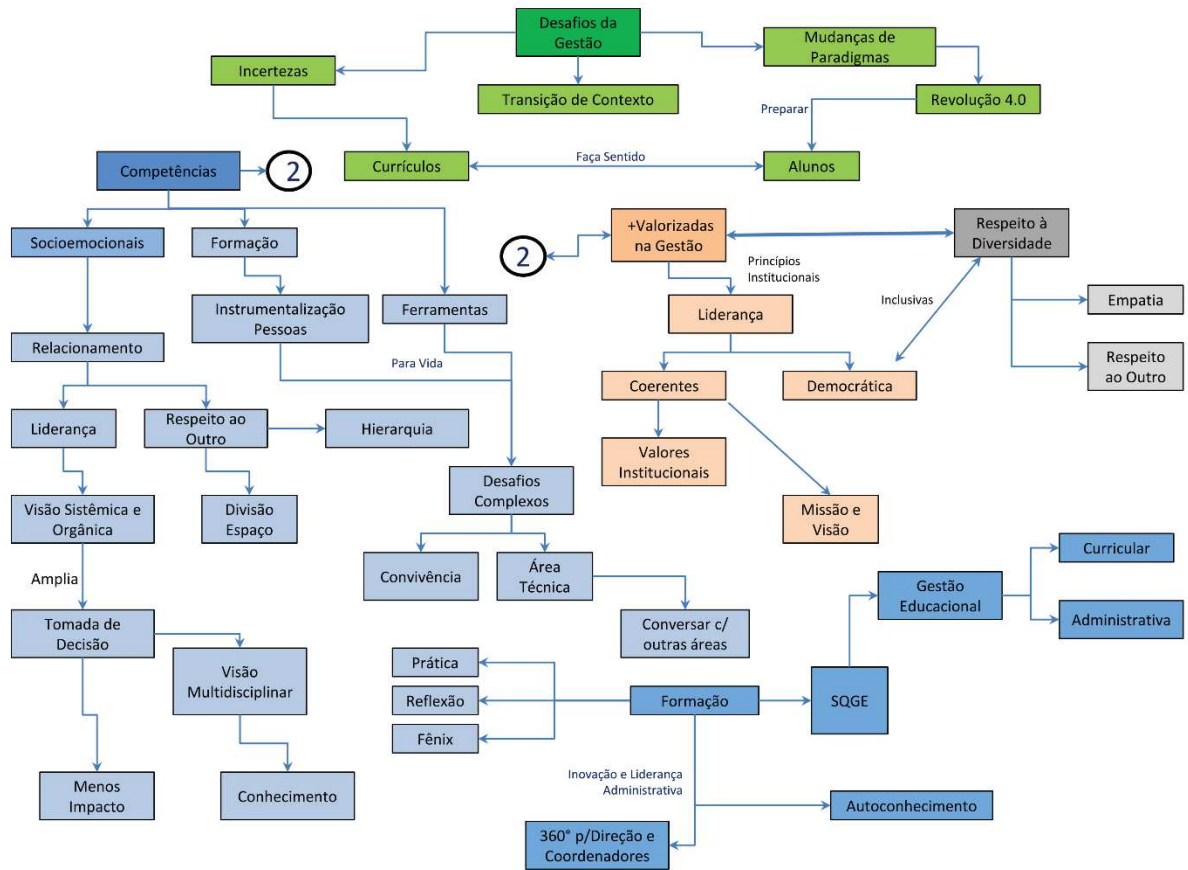 Desafios da
Gestão
Mudanças de
Paradigmas
Incertezas
Transição de Contexto
Revolução 4.0
Preparar
Currículos
Faça Sentido
Alunos
Competências
2
Socioemocionais
Formação
Instrumentalização
Pessoas
Ferramentas
Relacionamento
Para Vida
Liderança
Respeito ao
Outro
Hierarquia
Visão Sistêmica e
Orgânica
Divisão
Espaço
Desafios
Complexos
Amplia
Convivência
Área
Técnica
Tomada de
Decisão
Conversar c/
outras áreas
Visão
Multidisciplinar
Menos
Impacto
Conhecimento
2
+Valorizadas
na Gestão
Respeito à
Diversidade
Princípios
Institucionais
Liderança
Inclusivas
Empatia
Respeito
ao Outro
Coerentes
Democrática
Valores
Institucionais
Missão e
Visão
Curricular
Gestão
Educacional
Administrativa
Prática
Reflexão
Fênix
Formação
SQGE
Inovação e Liderança
Administrativa
Autoconhecimento
360° p/Direção e
Coordenadores